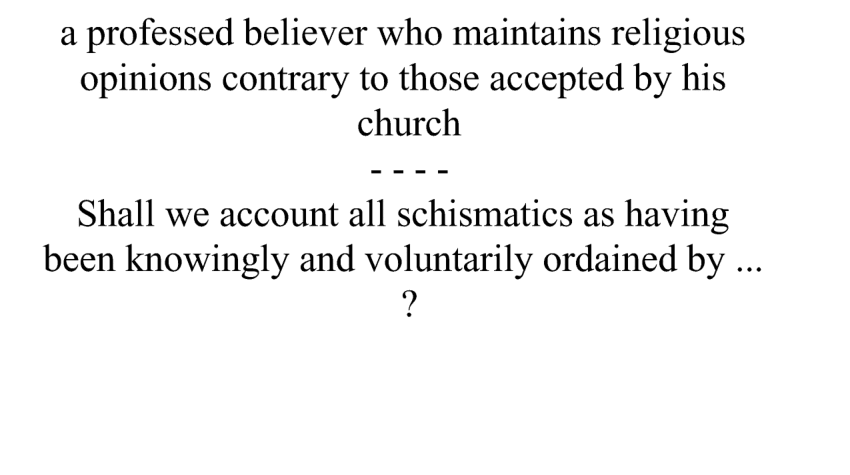 a professed believer who maintains religious
opinions contrary to those accepted by his
church
- - - -
Shall we account all schismatics as having
been knowingly and voluntarily ordained by ...
?